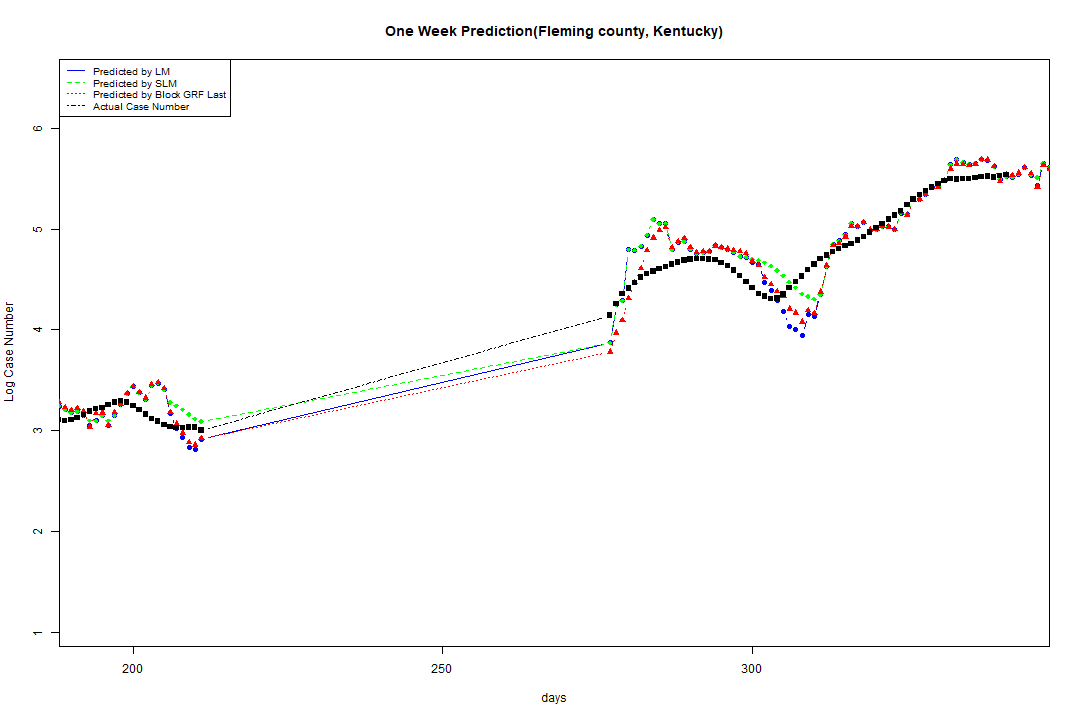 One Week Prediction(Fleming county, Kentucky)
Predicted by LM
Predicted by SLM
Predicted by Block GRF Last
Actual Case Number
6
5
4
3
2
1
Log Case Number
200 250 300
days